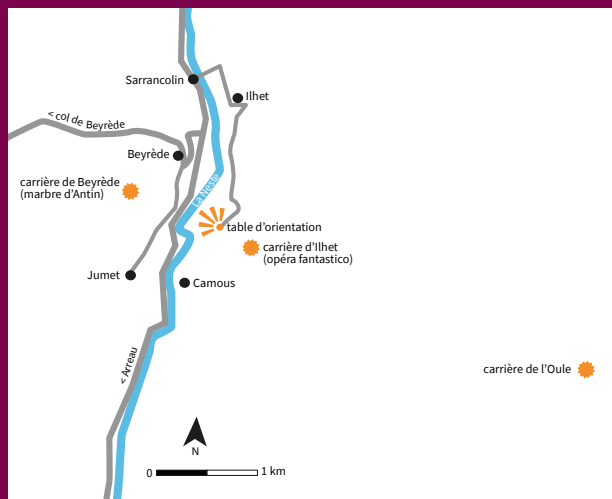 Sarrancolin
Ilhet
< col de Beyrède
Beyrède
carrière de Beyrède
(marbre d'Antin)
La Neste
table d'orientation
carrière d'Ilhet
(opéra fantastico)
Jumet
Camous
< Arreau
carrière de l'Oule
N
0
1 km